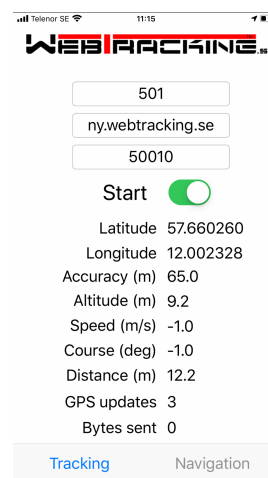 Telenor SE 11:15
WEBTRACKING.SE
501
ny.webtracking.se
50010
Start
Latitude 57.660260
Longitude 12.002328
Accuracy (m) 65.0
Altitude (m) 9.2
Speed (m/s) -1.0
Course (deg) -1.0
Distance (m) 12.2
GPS updates 3
Bytes sent 0
Tracking Navigation